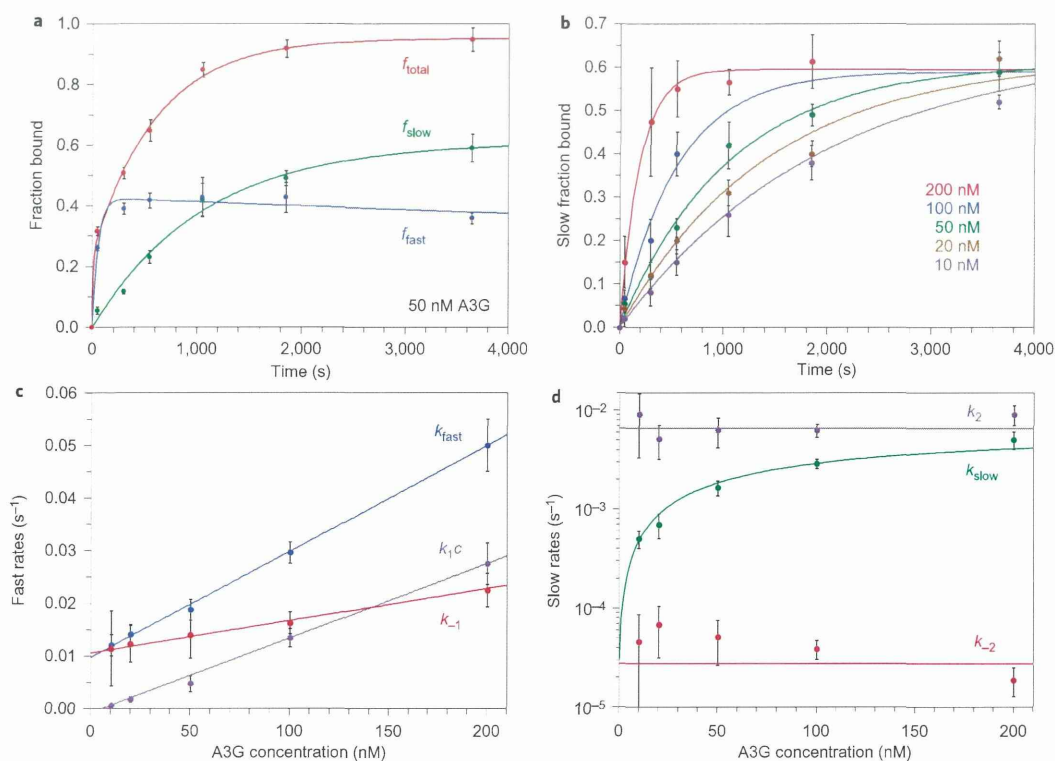 a
1.0
0.8
0.6
0.4
0.2
0.0
Fraction bound
f_total
f_slow
f_fast
50 nM A3G
0
1,000
2,000
3,000
4,000
Time (s)
b
0.7
0.6
0.5
0.4
0.3
0.2
0.1
0.0
Slow fraction bound
200 nM
100 nM
50 nM
20 nM
10 nM
0
1,000
2,000
3,000
4,000
Time (s)
c
0.06
0.05
0.04
0.03
0.02
0.01
0.00
Fast rates (s⁻¹)
k_fast
k₁c
k₋₁
0
50
100
150
200
A3G concentration (nM)
d
10⁻²
10⁻³
10⁻⁴
10⁻⁵
Slow rates (s⁻¹)
k₂
k_slow
k₋₂
0
50
100
150
200
A3G concentration (nM)